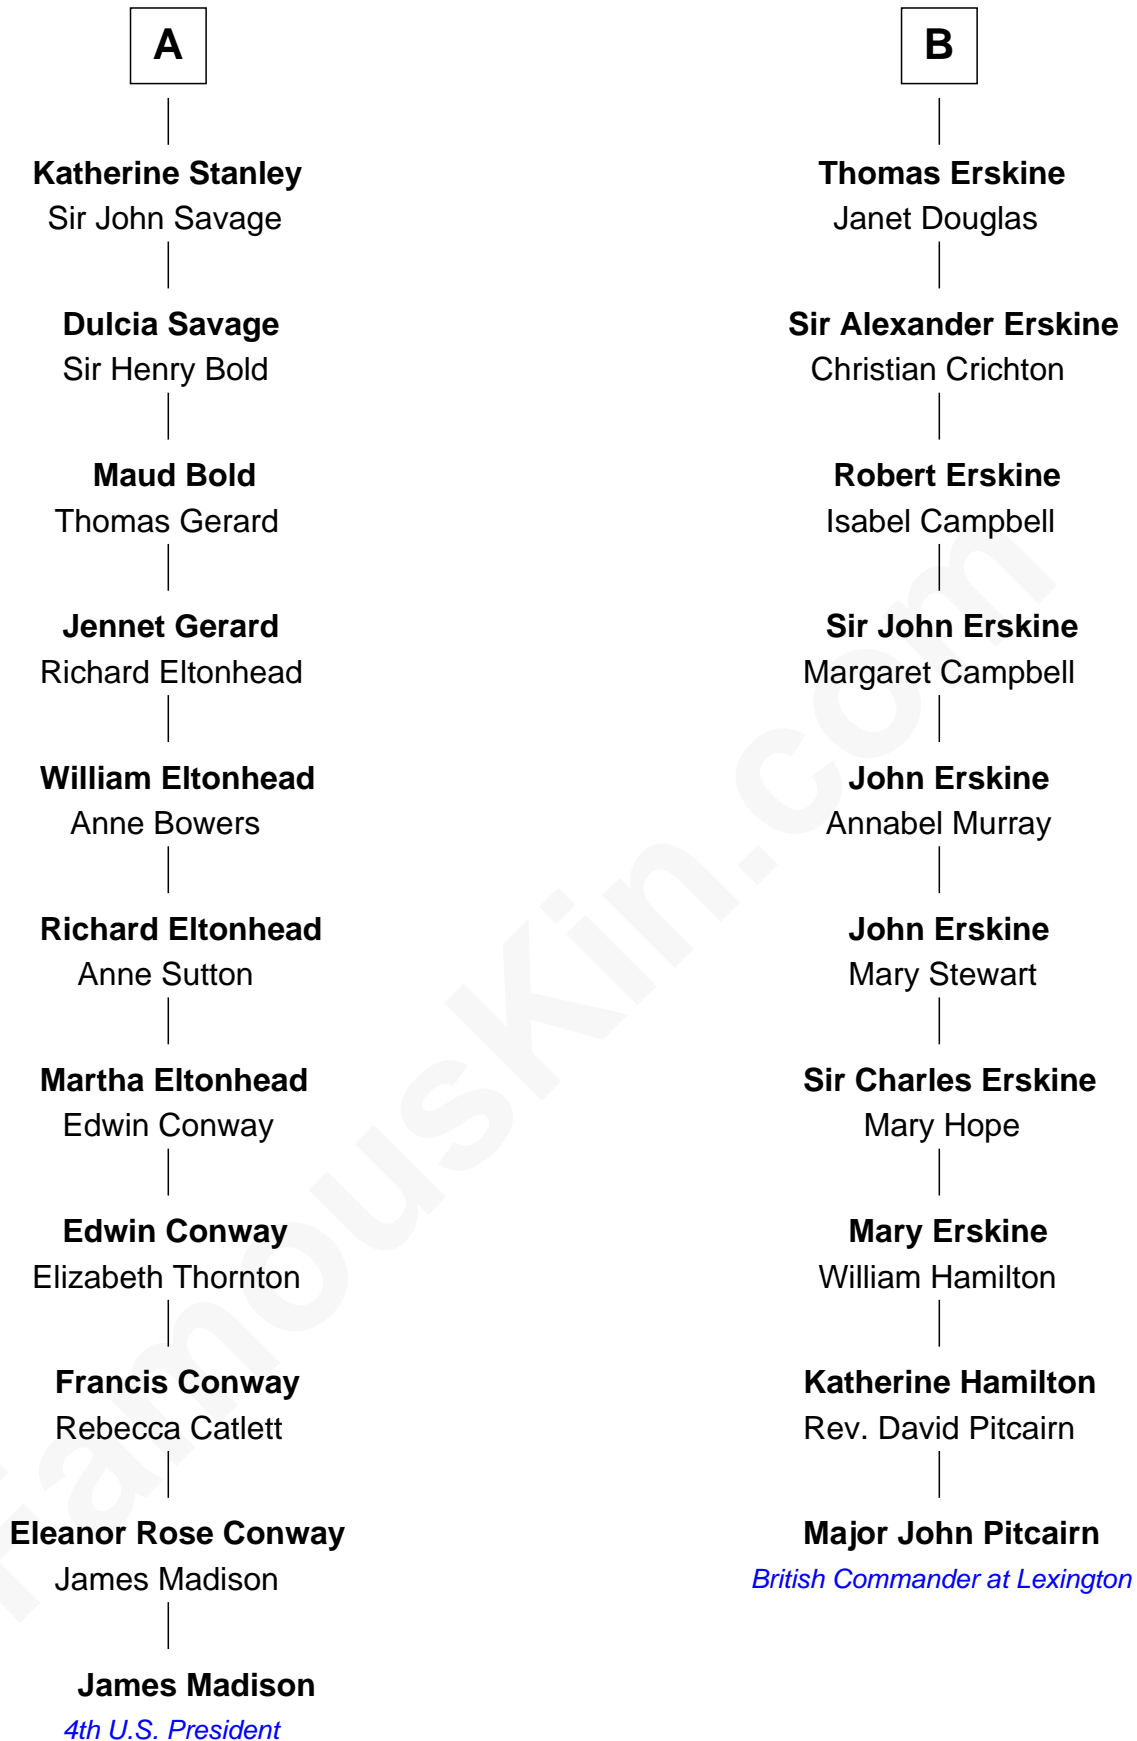 A
Katherine Stanley
Sir John Savage
Dulcia Savage
Sir Henry Bold
Maud Bold
Thomas Gerard
Jennet Gerard
Richard Eltonhead
William Eltonhead
Anne Bowers
Richard Eltonhead
Anne Sutton
Martha Eltonhead
Edwin Conway
Edwin Conway
Elizabeth Thornton
Francis Conway
Rebecca Catlett
Eleanor Rose Conway
James Madison
James Madison
4th U.S. President
B
Thomas Erskine
Janet Douglas
Sir Alexander Erskine
Christian Crichton
Robert Erskine
Isabel Campbell
Sir John Erskine
Margaret Campbell
John Erskine
Annabel Murray
John Erskine
Mary Stewart
Sir Charles Erskine
Mary Hope
Mary Erskine
William Hamilton
Katherine Hamilton
Rev. David Pitcairn
Major John Pitcairn
British Commander at Lexington
FamousKin.com